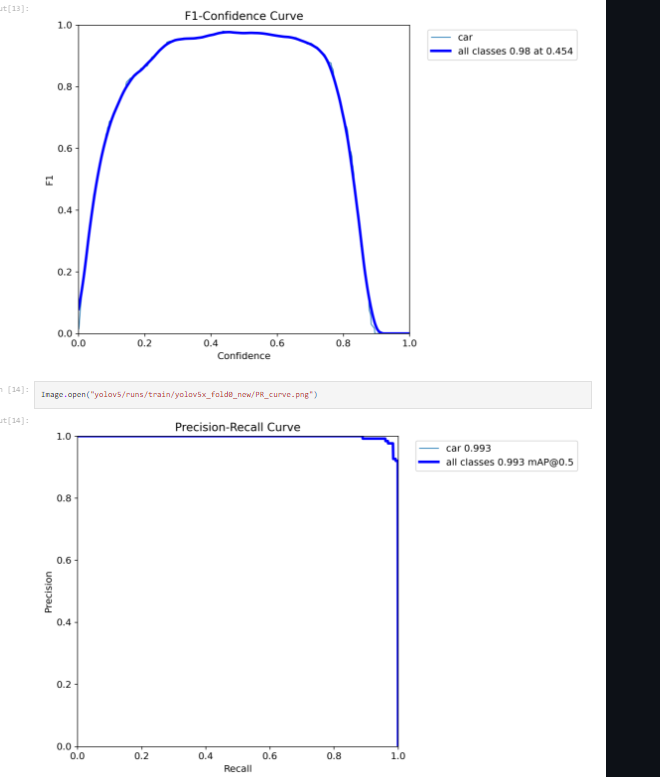 ut[13]:
F1-Confidence Curve
car
all classes 0.98 at 0.454
1.0
0.8
0.6
0.4
0.2
0.0
F1
0.0 0.2 0.4 0.6 0.8 1.0
Confidence
n [14]:
Image.open("yolov5/runs/train/yolov5x_fold0_new/PR_curve.png")
ut[14]:
Precision-Recall Curve
car 0.993
all classes 0.993 mAP@0.5
1.0
0.8
0.6
0.4
0.2
0.0
Precision
0.0 0.2 0.4 0.6 0.8 1.0
Recall